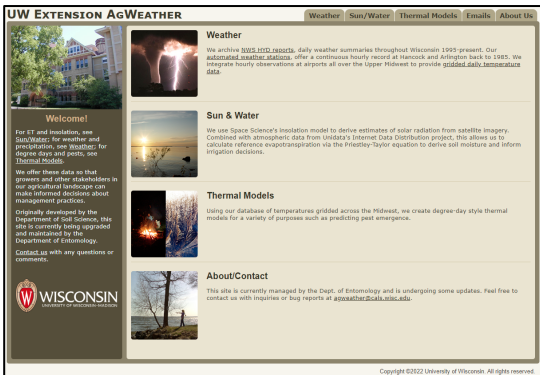 UW EXTENSION AGWEATHER
Weather
Sun/Water
Thermal Models
Emails
About Us
Welcome!
For ET and insolation, see
Sun/Water; for weather and
precipitation, see Weather; for
degree days and pests, see
Thermal Models.
We offer these data so that
growers and other stakeholders in
our agricultural landscape can
make informed decisions about
management practices.
Originally developed by the
Department of Soil Science, this
site is currently being upgraded
and maintained by the
Department of Entomology.
Contact us with any questions or
comments.
WISCONSIN
UNIVERSITY OF WISCONSIN-MADISON
Weather
We archive NWS HYD reports, daily weather summaries throughout Wisconsin 1995-present. Our
automated weather stations, offer a continuous hourly record at Hancock and Arlington back to 1985. We
integrate hourly observations at airports all over the Upper Midwest to provide gridded daily temperature
data.
Sun & Water
We use Space Science's insolation model to derive estimates of solar radiation from satellite imagery.
Combined with atmospheric data from Unidata's Internet Data Distribution project, this allows us to
calculate reference evapotranspiration via the Priestley-Taylor equation to derive soil moisture and inform
irrigation decisions.
Thermal Models
Using our database of temperatures gridded across the Midwest, we create degree-day style thermal
models for a variety of purposes such as predicting pest emergence.
About/Contact
This site is currently managed by the Dept. of Entomology and is undergoing some updates. Feel free to
contact us with inquiries or bug reports at agweather@cals.wisc.edu.
Copyright ©2022 University of Wisconsin. All rights reserved.